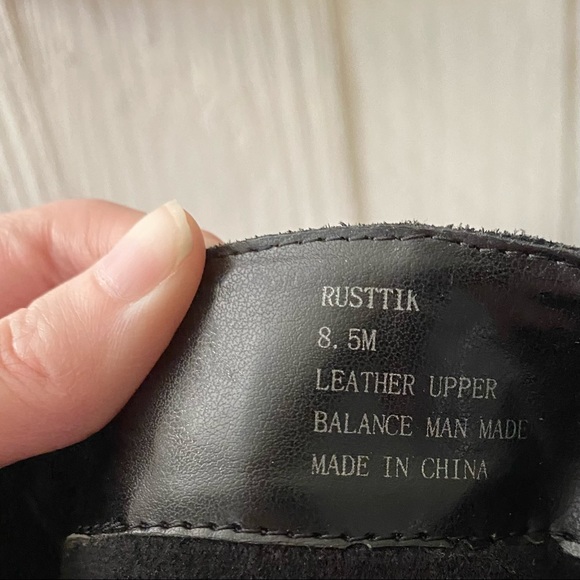 RUSTTIK
8.5M
LEATHER UPPER
BALANCE MAN MADE
MADE IN CHINA